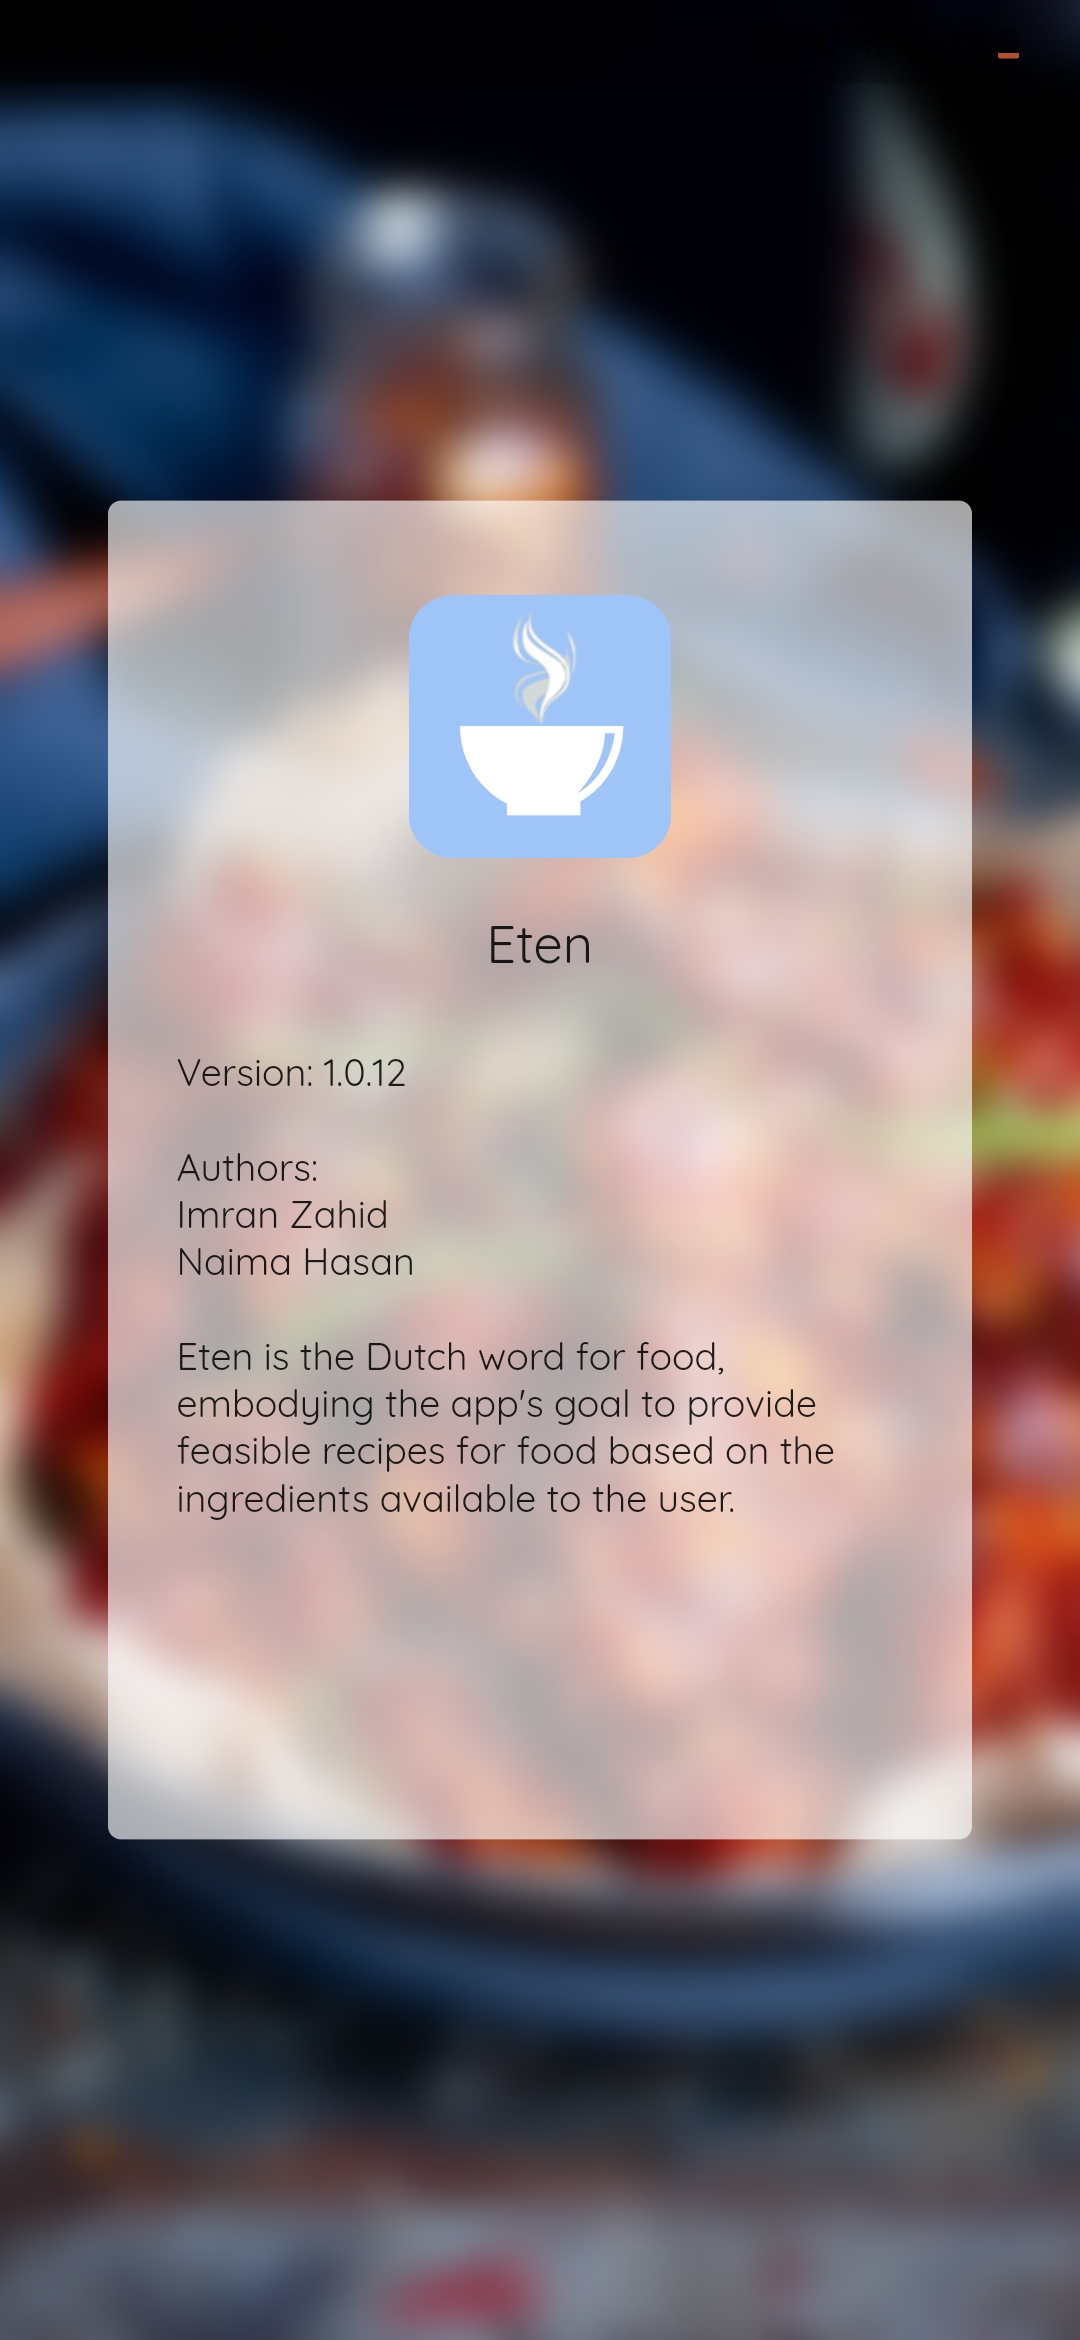 Eten
Version: 1.0.12
Authors:
Imran Zahid
Naima Hasan
Eten is the Dutch word for food,
embodying the app's goal to provide
feasible recipes for food based on the
ingredients available to the user.